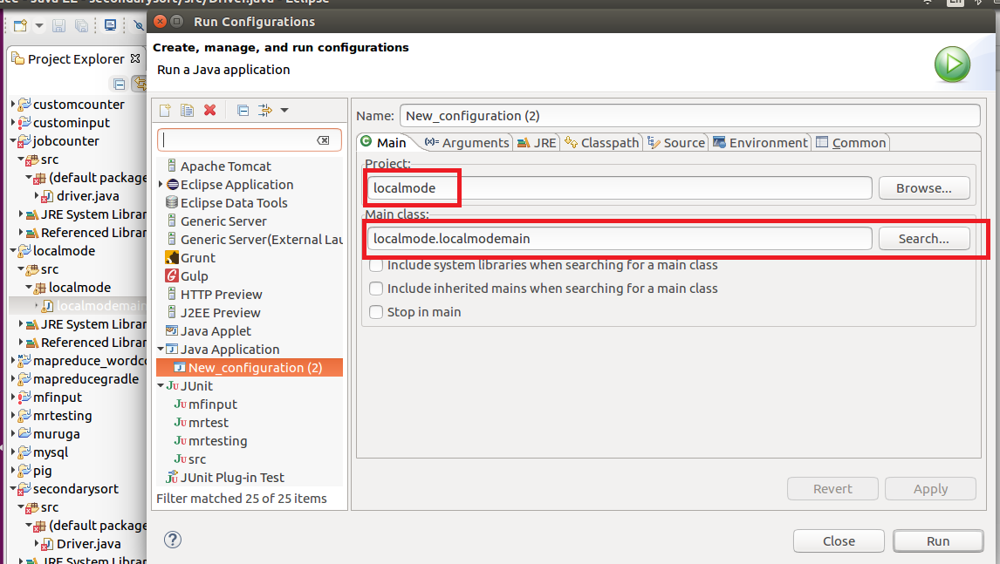 - Java EE - secondarysort/src/Driver.java - Eclipse
En
Run Configurations
Project Explorer
customcounter
custominput
jobcounter
src
(default package
driver.java
JRE System Librar
Referenced Librar
localmode
src
localmode
localmodemain
JRE System Librar
Referenced Librar
mapreduce_wordco
mapreducegradle
mfinput
mrtesting
muruga
mysql
pig
secondarysort
src
(default package
Driver.java
JRE System Librar
Create, manage, and run configurations
Run a Java application
Apache Tomcat
Eclipse Application
Eclipse Data Tools
Generic Server
Generic Server(External Lau
Grunt
Gulp
HTTP Preview
J2EE Preview
Java Applet
Java Application
New_configuration (2)
JUnit
mfinput
mrtest
mrtesting
src
JUnit Plug-in Test
Filter matched 25 of 25 items
Name: New_configuration (2)
Main (x)= Arguments JRE Classpath Source Environment Common
Project:
localmode Browse...
Main class:
localmode.localmodemain Search...
Include system libraries when searching for a main class
Include inherited mains when searching for a main class
Stop in main
Revert Apply
? Close Run